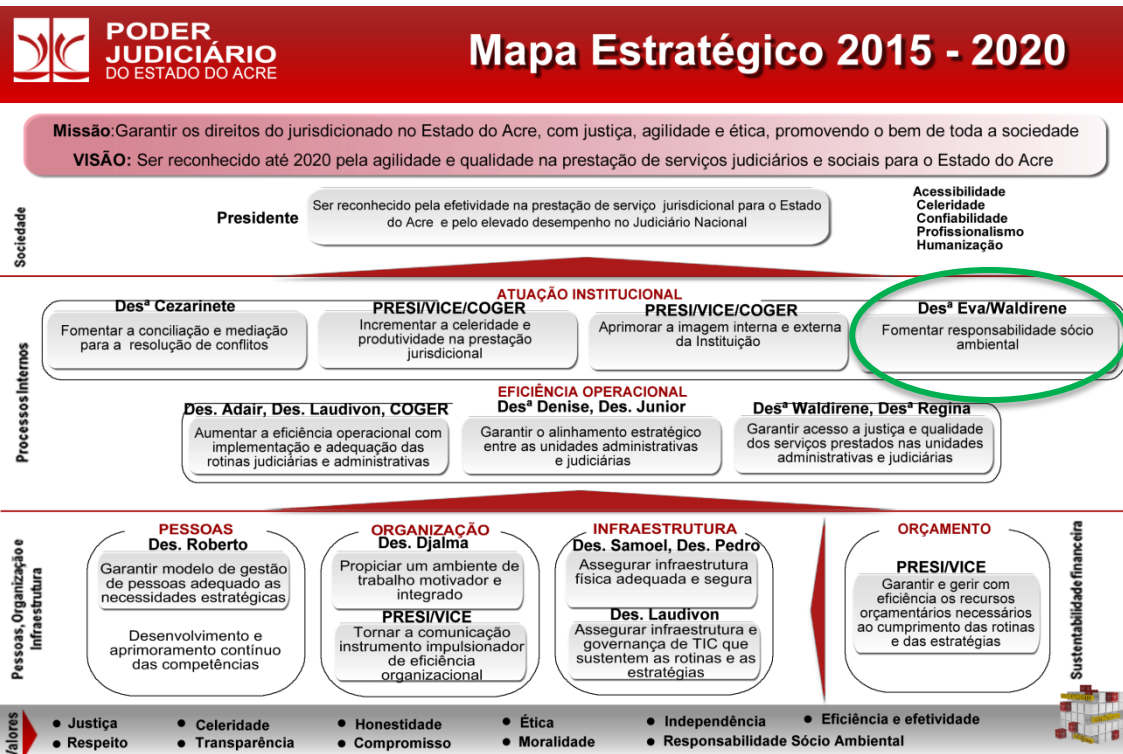 PODER
JUDICIÁRIO
DO ESTADO DO ACRE
Mapa Estratégico 2015 - 2020
Missão:Garantir os direitos do jurisdicionado no Estado do Acre, com justiça, agilidade e ética, promovendo o bem de toda a sociedade
VISÃO: Ser reconhecido até 2020 pela agilidade e qualidade na prestação de serviços judiciários e sociais para o Estado do Acre
Sociedade
Presidente
Ser reconhecido pela efetividade na prestação de serviço jurisdicional para o Estado
do Acre e pelo elevado desempenho no Judiciário Nacional
Acessibilidade
Celeridade
Confiabilidade
Profissionalismo
Humanização
Processos Internos
ATUAÇÃO INSTITUCIONAL
Desª Cezarinete
Fomentar a conciliação e mediação
para a resolução de conflitos
PRESI/VICE/COGER
Incrementar a celeridade e
produtividade na prestação
jurisdicional
PRESI/VICE/COGER
Aprimorar a imagem interna e externa
da Instituição
Desª Eva/Waldirene
Fomentar responsabilidade sócio
ambiental
EFICIÊNCIA OPERACIONAL
Des. Adair, Des. Laudivon, COGER
Aumentar a eficiência operacional com
implementação e adequação das
rotinas judiciárias e administrativas
Desª Denise, Des. Junior
Garantir o alinhamento estratégico
entre as unidades administrativas
e judiciárias
Desª Waldirene, Desª Regina
Garantir acesso a justiça e qualidade
dos serviços prestados nas unidades
administrativas e judiciárias
Pessoas, Organização e
Infraestrutura
PESSOAS
Des. Roberto
Garantir modelo de gestão
de pessoas adequado as
necessidades estratégicas
Desenvolvimento e
aprimoramento contínuo
das competências
ORGANIZAÇÃO
Des. Djalma
Propiciar um ambiente de
trabalho motivador e
integrado
PRESI/VICE
Tornar a comunicação
instrumento impulsionador
de eficiência
organizacional
INFRAESTRUTURA
Des. Samoel, Des. Pedro
Assegurar infraestrutura
física adequada e segura
Des. Laudivon
Assegurar infraestrutura e
governança de TIC que
sustentem as rotinas e as
estratégias
ORÇAMENTO
PRESI/VICE
Garantir e gerir com
eficiência os recursos
orçamentários necessários
ao cumprimento das rotinas
e das estratégias
Sustentabilidade financeira
Valores
● Justiça ● Celeridade ● Honestidade ● Ética ● Independência ● Eficiência e efetividade
● Respeito ● Transparência ● Compromisso ● Moralidade ● Responsabilidade Sócio Ambiental